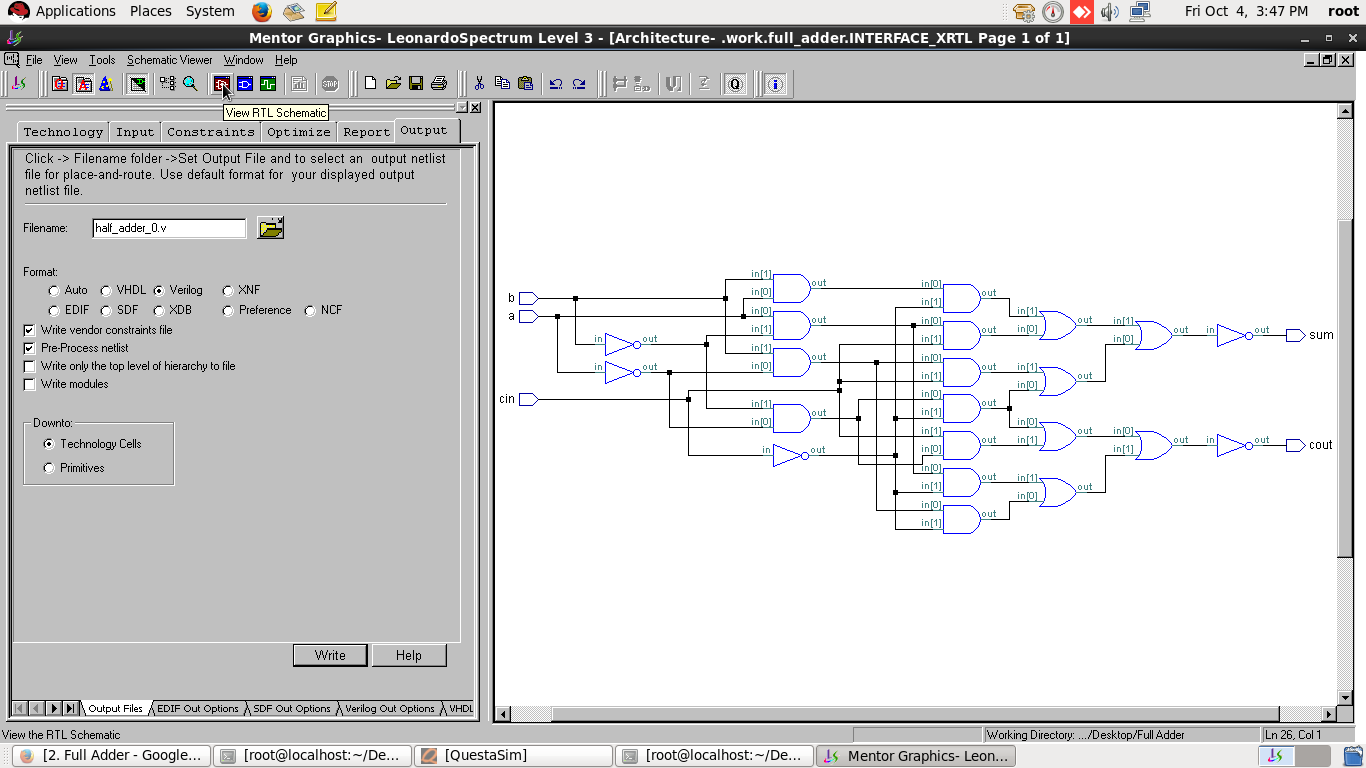 Applications Places System Fri Oct 4, 3:47 PM root
Mentor Graphics- LeonardoSpectrum Level 3 - [Architecture- .work.full_adder.INTERFACE_XRTL Page 1 of 1]
File View Tools Schematic Viewer Window Help
STOP Q
View RTL Schematic
Technology Input Constraints Optimize Report Output
Click -> Filename folder ->Set Output File and to select an output netlist
file for place-and-route. Use default format for your displayed output
netlist file.
Filename: half_adder_0.v
Format:
Auto VHDL Verilog XNF
EDIF SDF XDB Preference NCF
Write vendor constraints file
Pre-Process netlist
Write only the top level of hierarchy to file
Write modules
Downto:
Technology Cells
Primitives
Write Help
Output Files EDIF Out Options SDF Out Options Verilog Out Options VHDL
b
a
cin
in out
in out
in[1] in[0] out
in[0] in[1] out
in[1] in[0] out
in[1] in[0] out
in out
in[0] in[1] out
in[0] in[1] out
in[0] in[1] out
in[0] in[1] out
in[1] in[0] out
in[0] in[1] out
in[0] in[1] out
in[1] in[0] out
in[1] in[0] out
in[0] in[1] out
in[1] in[0] out
in[1] in[0] out
in[0] in[1] out
in out sum
in out cout
View the RTL Schematic Working Directory: .../Desktop/Full Adder Ln 26, Col 1
[2. Full Adder - Google... [root@localhost:~/De... [QuestaSim] [root@localhost:~/De... Mentor Graphics- Leon...